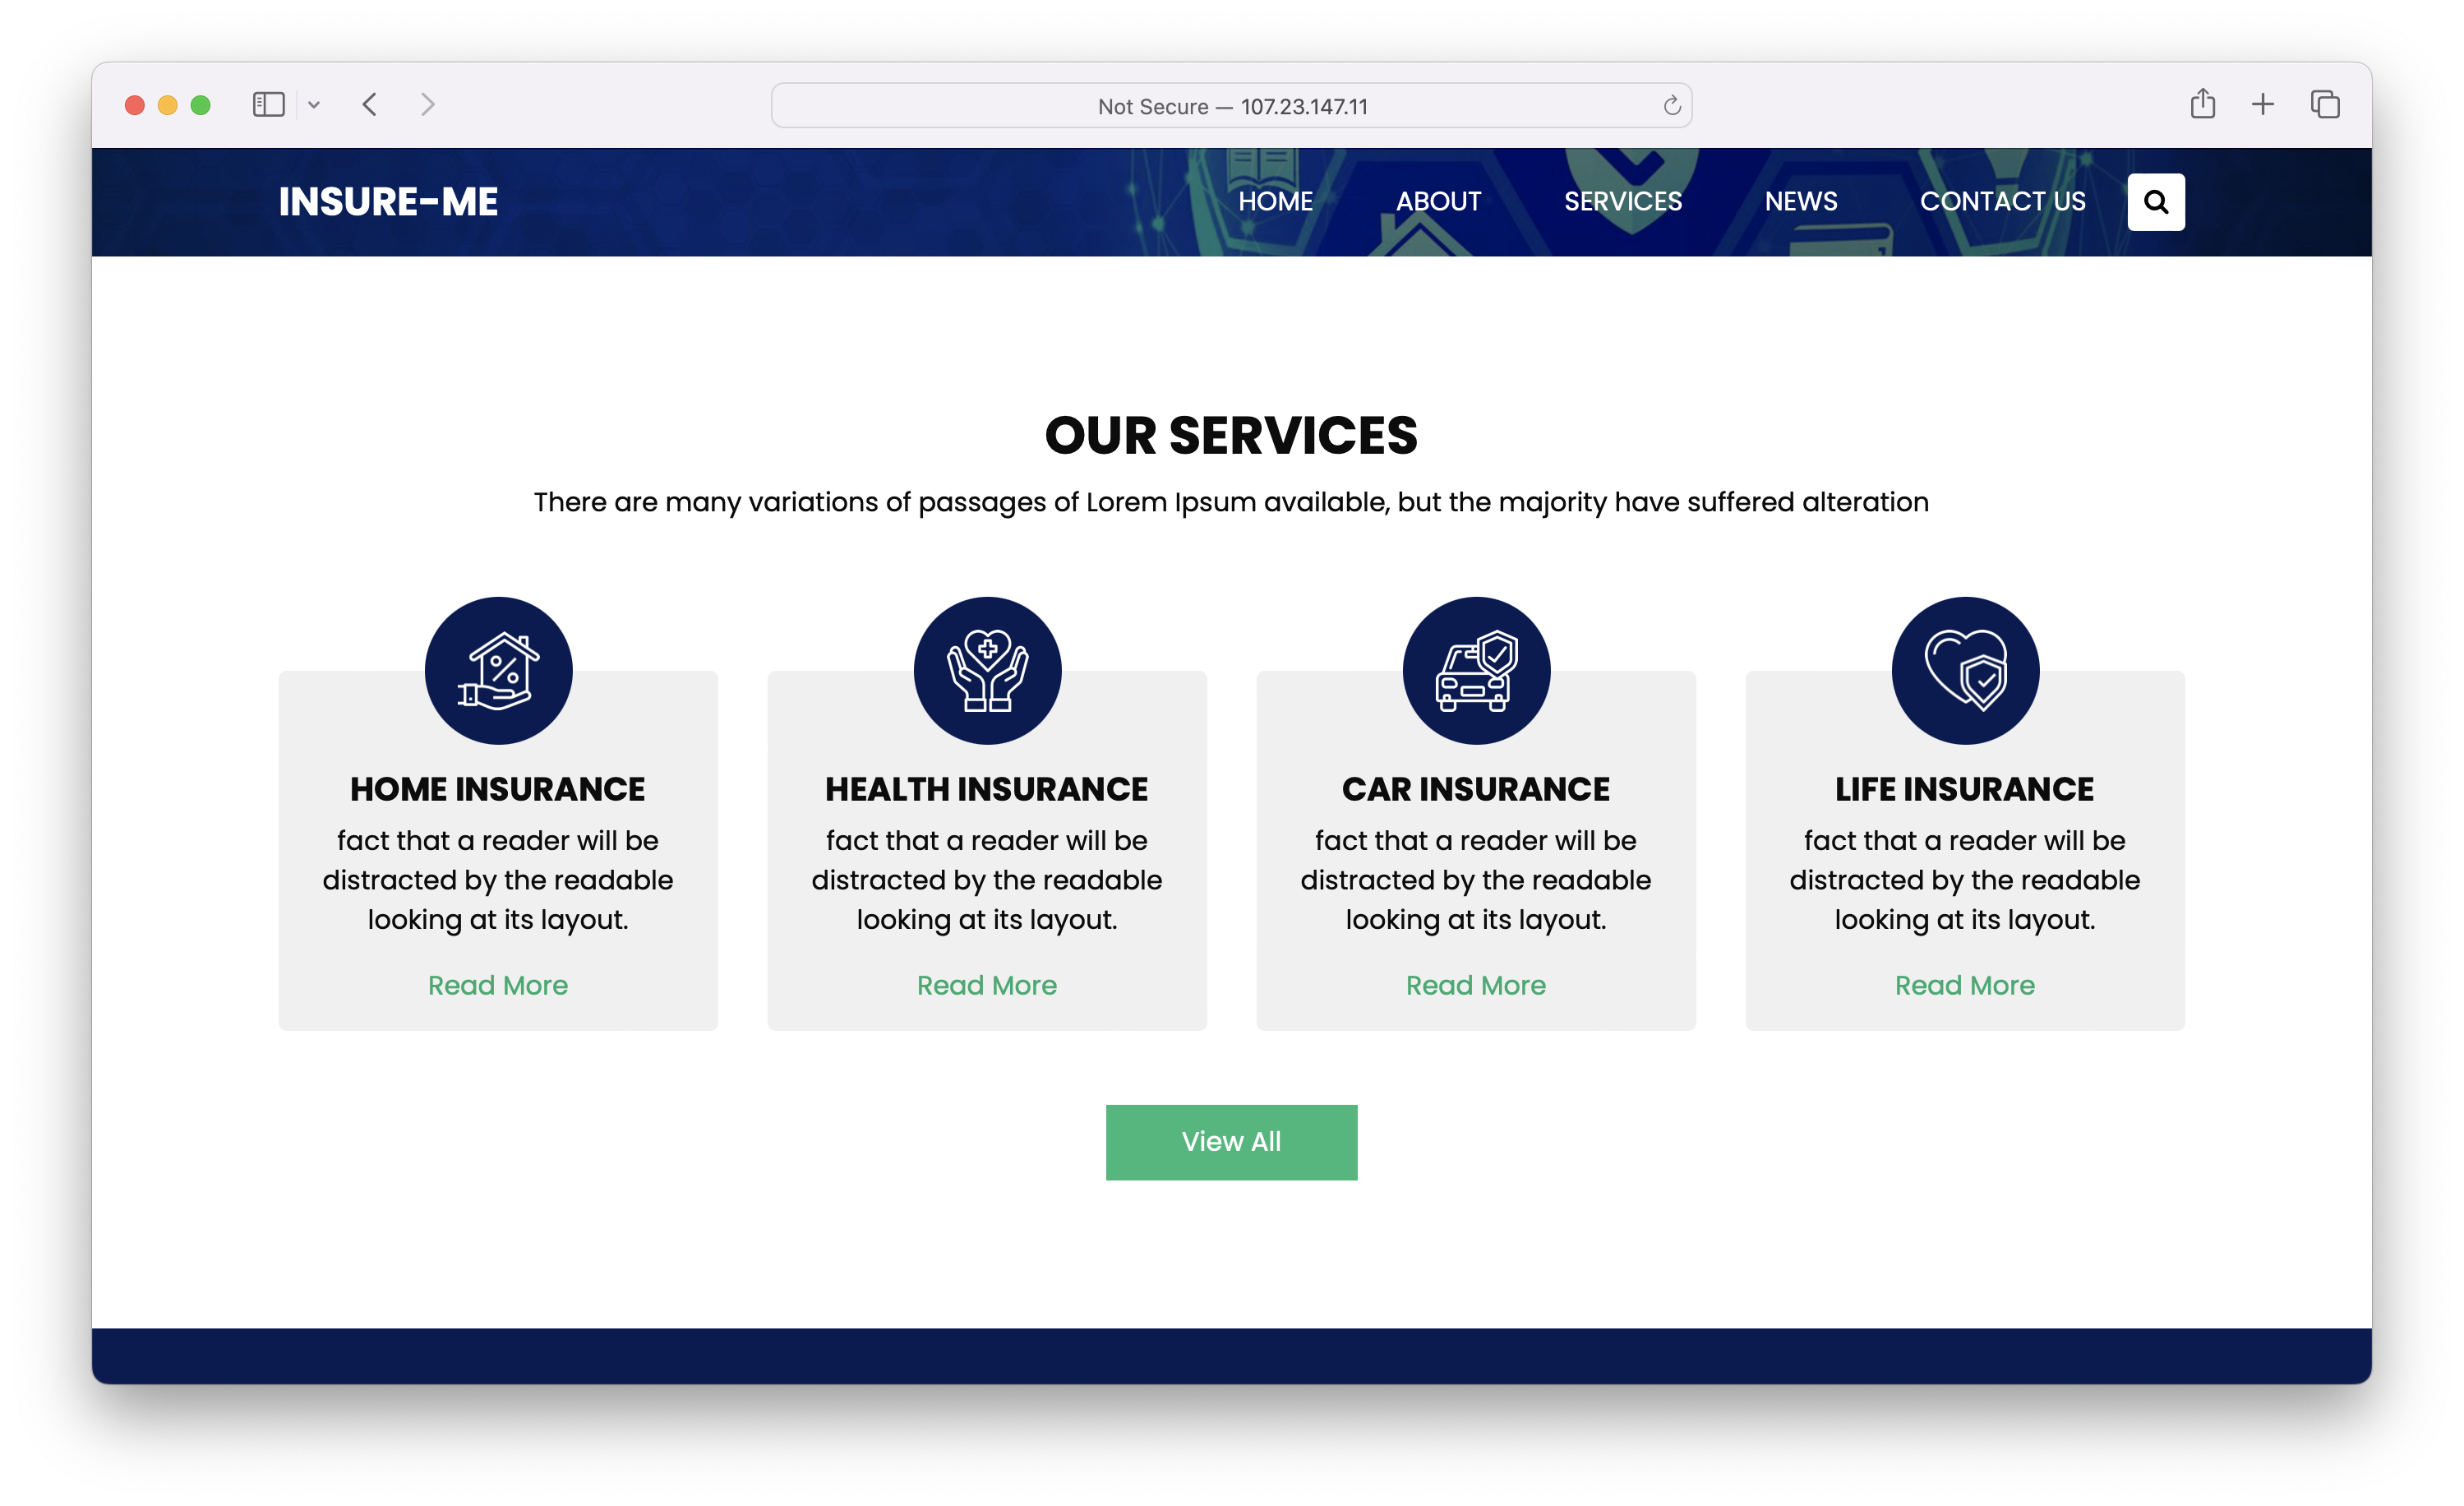 Not Secure — 107.23.147.11
INSURE-ME
HOME
ABOUT
SERVICES
NEWS
CONTACT US
OUR SERVICES
There are many variations of passages of Lorem Ipsum available, but the majority have suffered alteration
HOME INSURANCE
fact that a reader will be
distracted by the readable
looking at its layout.
Read More
HEALTH INSURANCE
fact that a reader will be
distracted by the readable
looking at its layout.
Read More
CAR INSURANCE
fact that a reader will be
distracted by the readable
looking at its layout.
Read More
LIFE INSURANCE
fact that a reader will be
distracted by the readable
looking at its layout.
Read More
View All